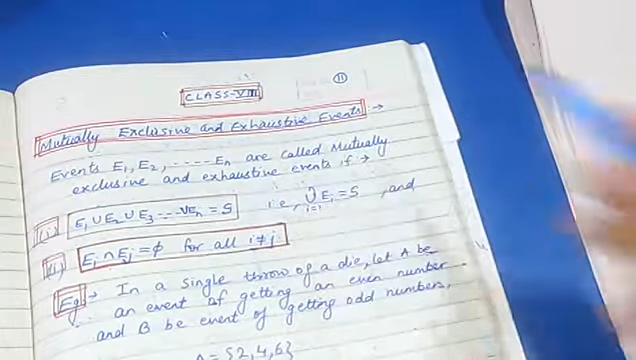 11
CLASS-VIII
Mutually Exclusive and Exhaustive Events →
Events E₁, E₂, ..... Eₙ are called Mutually
exclusive and exhaustive events if →
(i) E₁ ∪ E₂ ∪ E₃ --- ∪Eₙ = S i.e., ⋃ⁿᵢ₌₁ Eᵢ = S , and
(ii) Eᵢ ∩ Eⱼ = φ for all i ≠ j
Eg → In a single throw of a die, let A be
an event of getting an even number
and B be event of getting odd numbers,
A = {2, 4, 6}